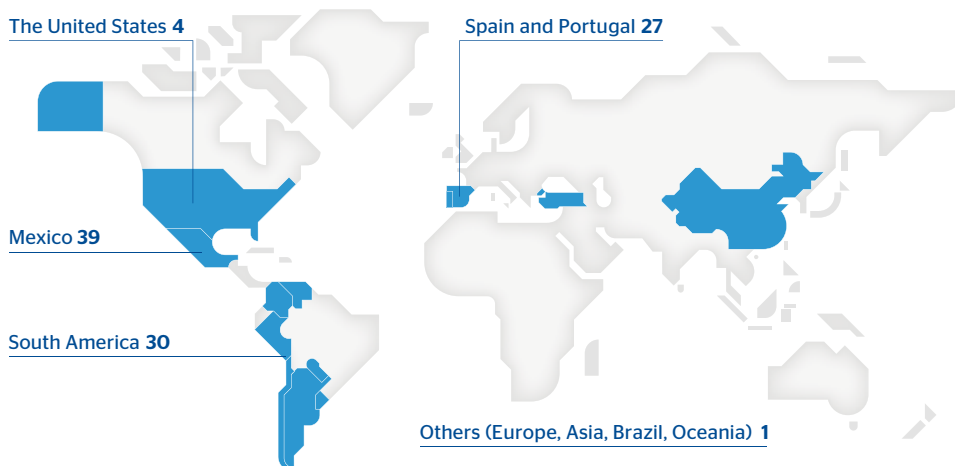 The United States 4
Spain and Portugal 27
Mexico 39
South America 30
Others (Europe, Asia, Brazil, Oceania) 1